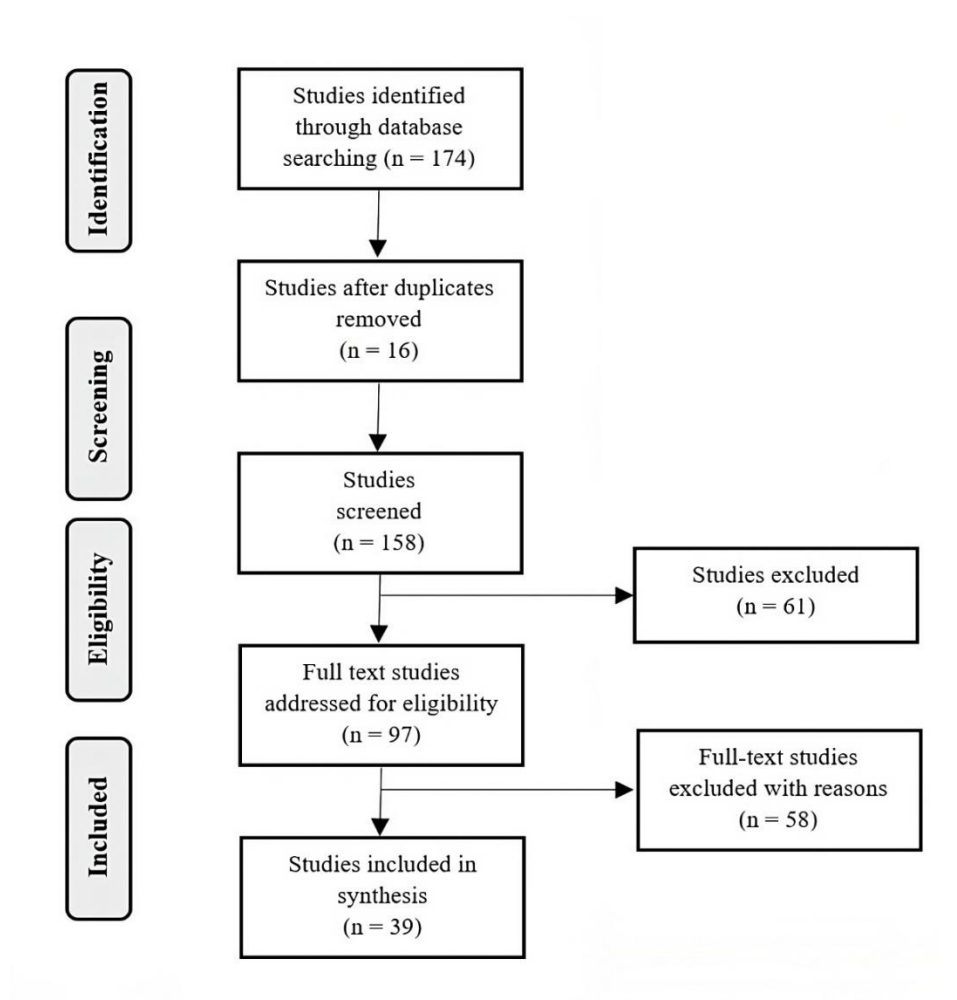 Identification
Studies identified
through database
searching (n = 174)
Studies after duplicates
removed
(n = 16)
Screening
Studies
screened
(n = 158)
Studies excluded
(n = 61)
Eligibility
Full text studies
addressed for eligibility
(n = 97)
Full-text studies
excluded with reasons
(n = 58)
Included
Studies included in
synthesis
(n = 39)